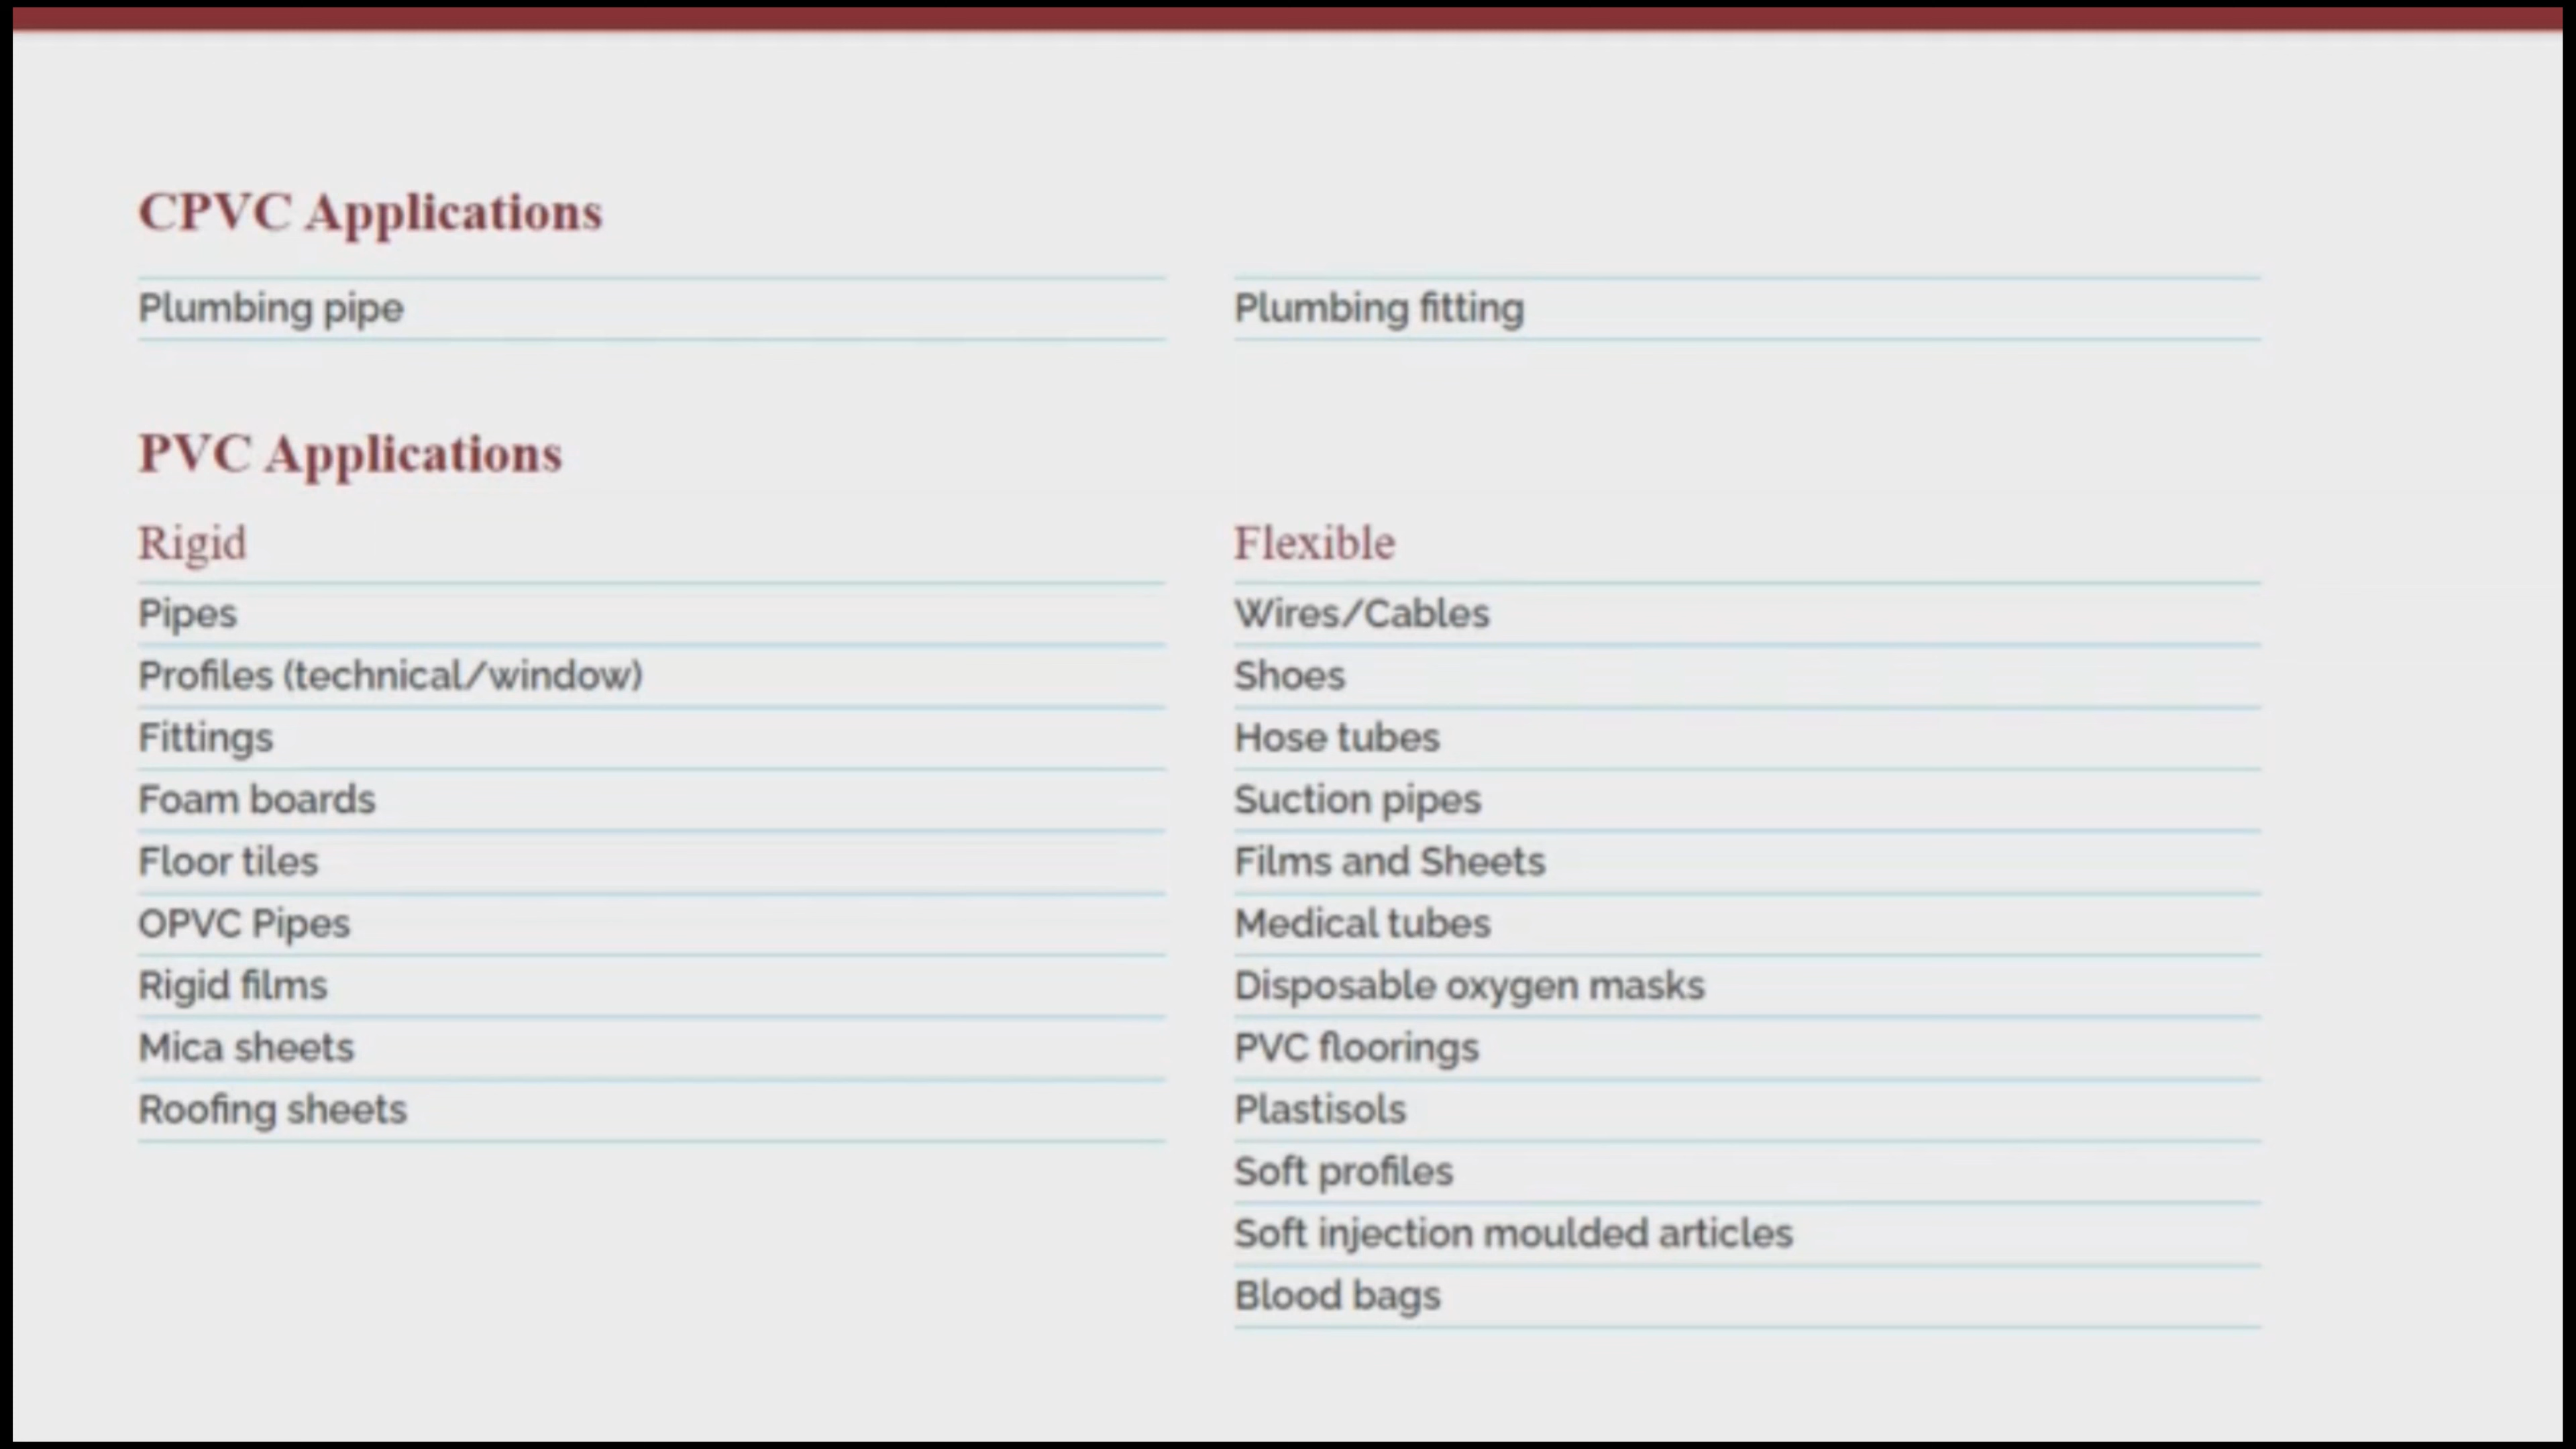 CPVC Applications
Plumbing pipe
Plumbing fitting
PVC Applications
Rigid
Pipes
Profiles (technical/window)
Fittings
Foam boards
Floor tiles
OPVC Pipes
Rigid films
Mica sheets
Roofing sheets
Flexible
Wires/Cables
Shoes
Hose tubes
Suction pipes
Films and Sheets
Medical tubes
Disposable oxygen masks
PVC floorings
Plastisols
Soft profiles
Soft injection moulded articles
Blood bags